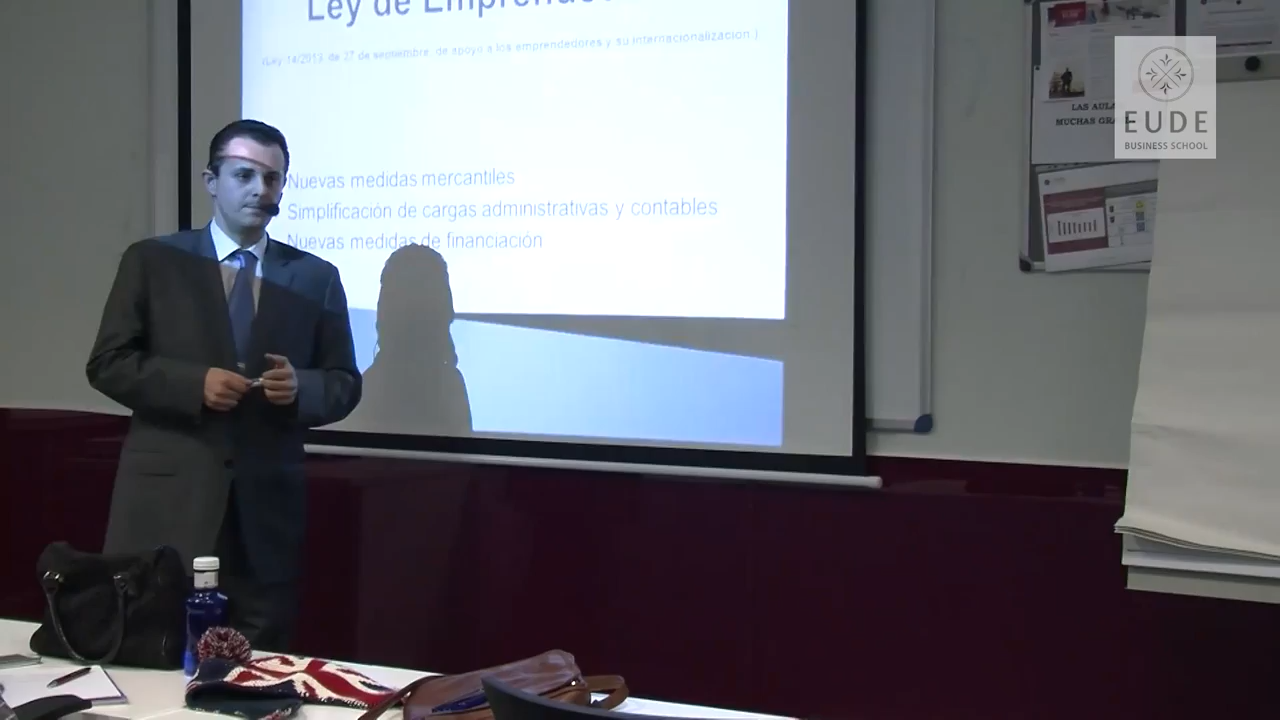 Ley de Emprende
(Ley 14/2013, de 27 de septiembre, de apoyo a los emprendedores y su internacionalización.)
Nuevas medidas mercantiles
Simplificación de cargas administrativas y contables
Nuevas medidas de financiación
LAS AULA
MUCHAS GRA
EUDE
BUSINESS SCHOOL